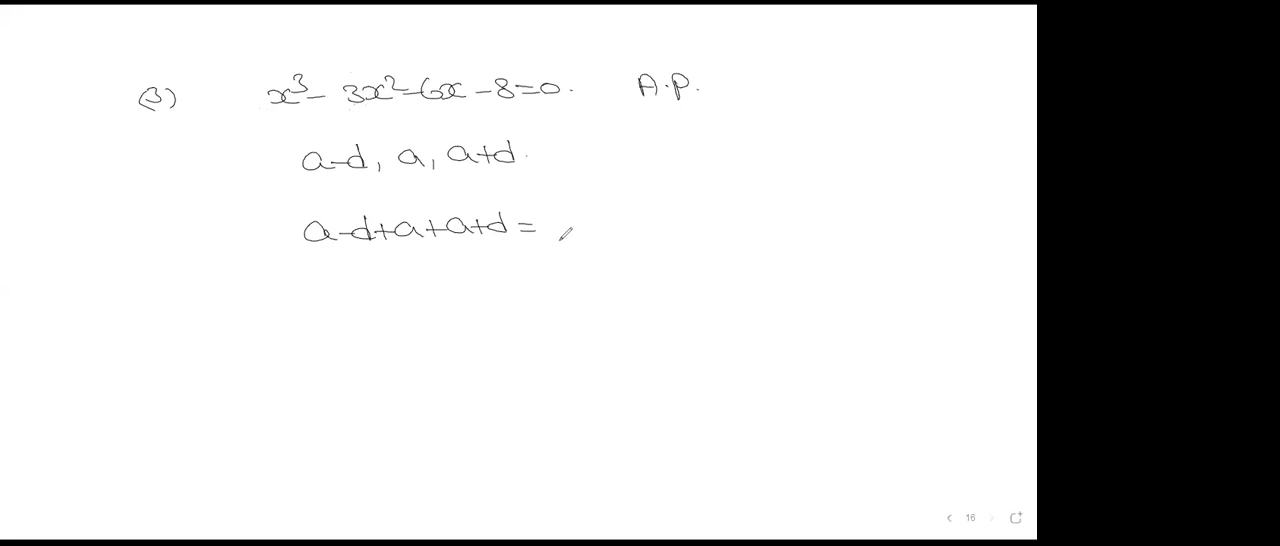 (3) x³ - 3x² - 6x - 8 = 0. A.P.
a-d, a, a+d.
a-d+a+a+d =
16